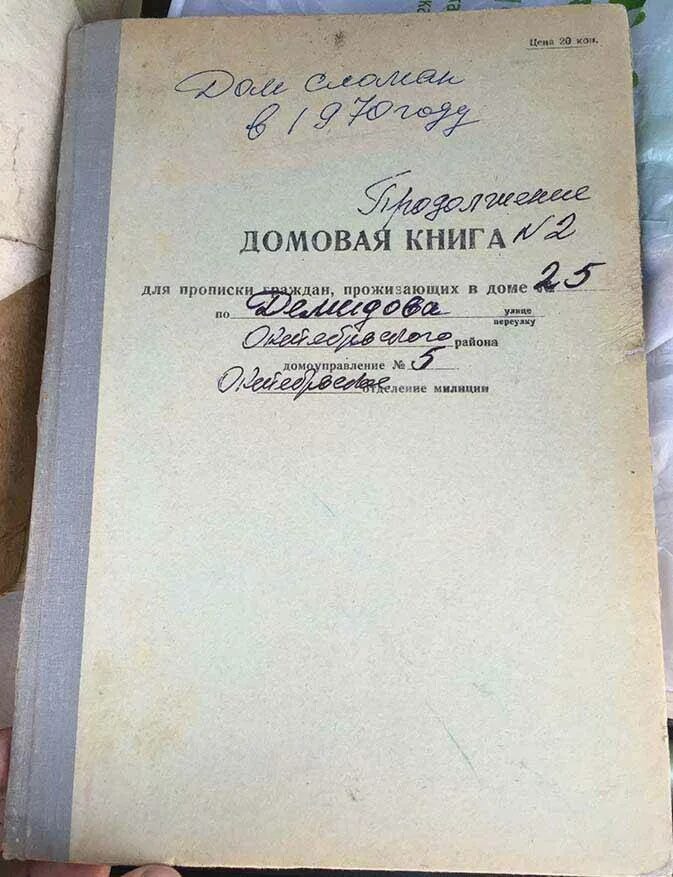 Цена 20 коп.
Дом сломан
в 1970 году
Продолжение
ДОМОВАЯ КНИГА N 2
для прописки граждан, проживающих в доме № 25
по Демидова улице
переулку
Октябрьского района
домоуправление № 5
Октябрьское отделение милиции